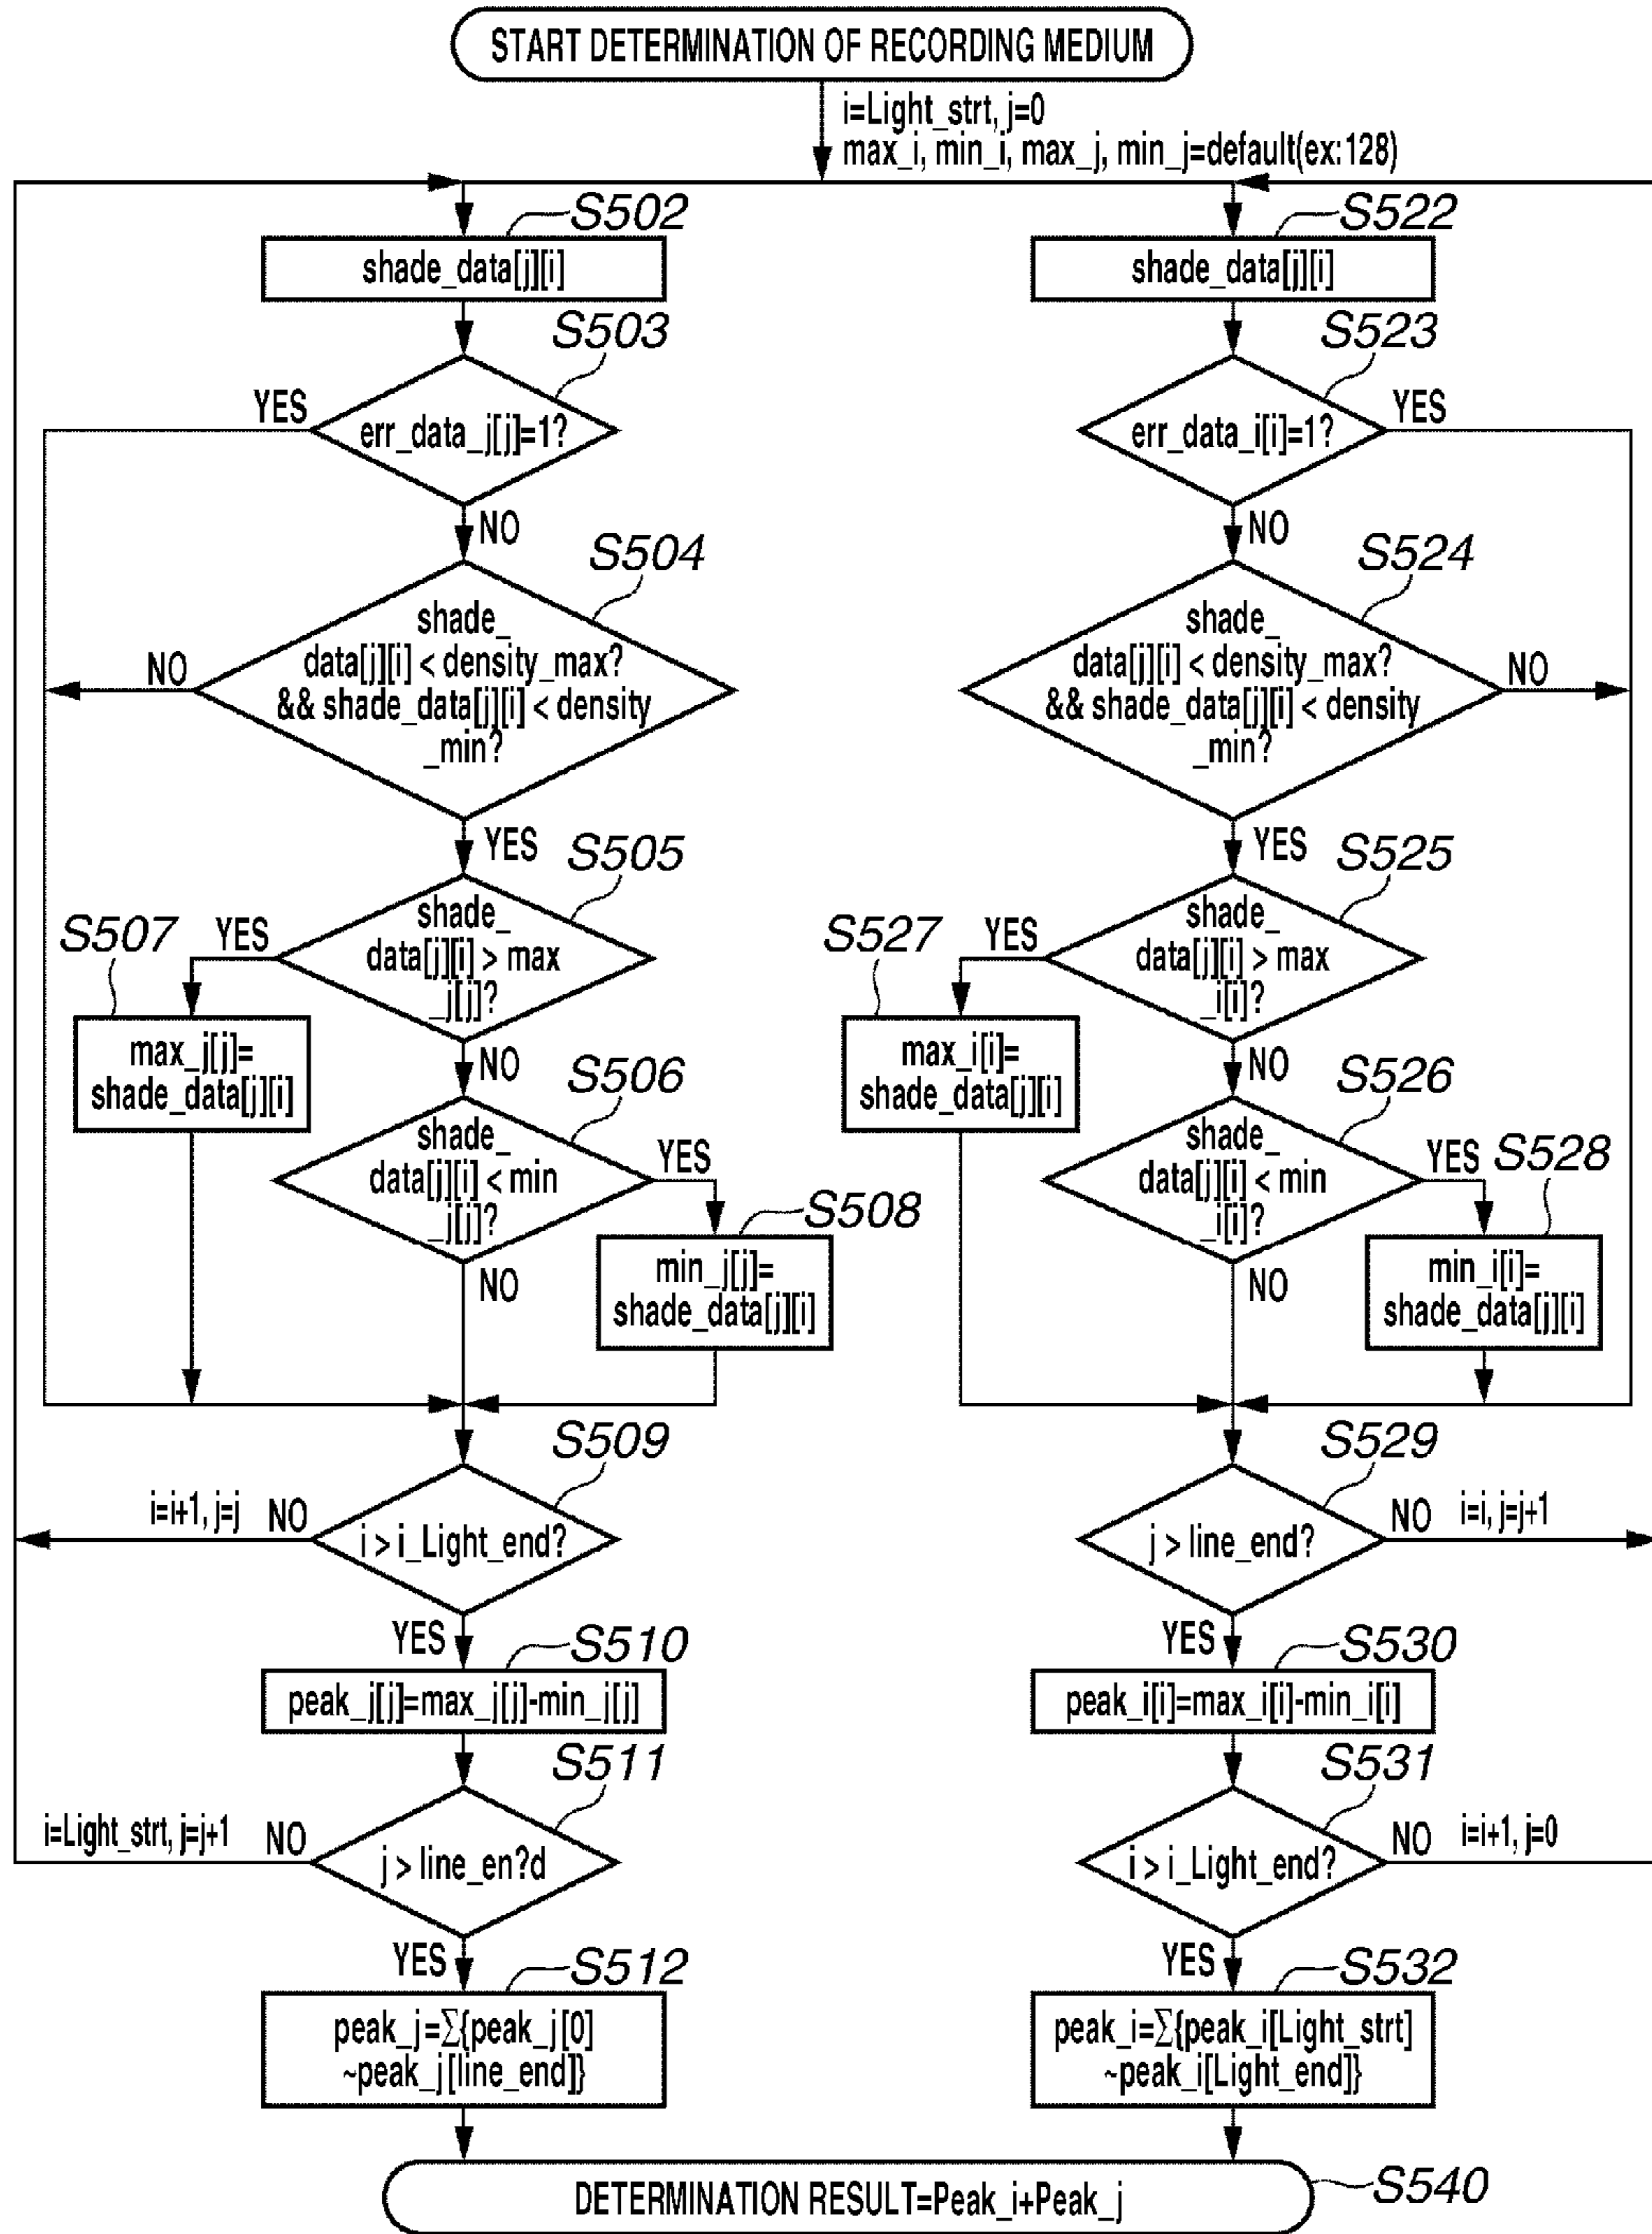 START DETERMINATION OF RECORDING MEDIUM
i=Light_strt, j=0
max_i, min_i, max_j, min_j=default(ex:128)
S502
shade_data[j][i]
S503
YES
err_data_j[j]=1?
NO
S504
shade_
data[j][i] < density_max?
&& shade_data[j][i] < density
_min?
NO
YES
S505
shade_
data[j][i] > max
_j[j]?
YES
S507
max_j[j]=
shade_data[j][i]
NO
S506
shade_
data[j][i] < min
_j[j]?
YES
S508
min_j[j]=
shade_data[j][i]
NO
S509
i > i_Light_end?
i=i+1, j=j
NO
YES
S510
peak_j[j]=max_j[j]-min_j[j]
S511
j > line_en?d
i=Light_strt, j=j+1
NO
YES
S512
peak_j=Σ{peak_j[0]
~peak_j[line_end]}
S522
shade_data[j][i]
S523
err_data_i[i]=1?
YES
NO
S524
shade_
data[j][i] < density_max?
&& shade_data[j][i] < density
_min?
NO
YES
S525
shade_
data[j][i] > max
_i[i]?
YES
S527
max_i[i]=
shade_data[j][i]
NO
S526
shade_
data[j][i] < min
_i[i]?
YES
S528
min_i[i]=
shade_data[j][i]
NO
S529
j > line_end?
NO
i=i, j=j+1
YES
S530
peak_i[i]=max_i[i]-min_i[i]
S531
i > i_Light_end?
NO
i=i+1, j=0
YES
S532
peak_i=Σ{peak_i[Light_strt]
~peak_i[Light_end]}
DETERMINATION RESULT=Peak_i+Peak_j
S540